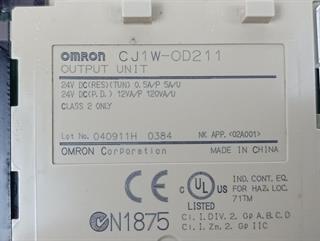 OMRON CJ1W-OD211
OUTPUT UNIT
24V DC(RES)(TUN) 0.5A/P 5A/U
24V DC(P.D.) 12VA/P 120VA/U
CLASS 2 ONLY
Lot No. 040911H 0384 NK APP. <02A001>
OMRON Corporation MADE IN CHINA
CE C UL US IND. CONT. EQ.
FOR HAZ. LOC.
LISTED 71TM
N1875 Cl. I. DIV. 2. Gp A, B, C, D
Cl. I. Zn. 2. Gp IIC